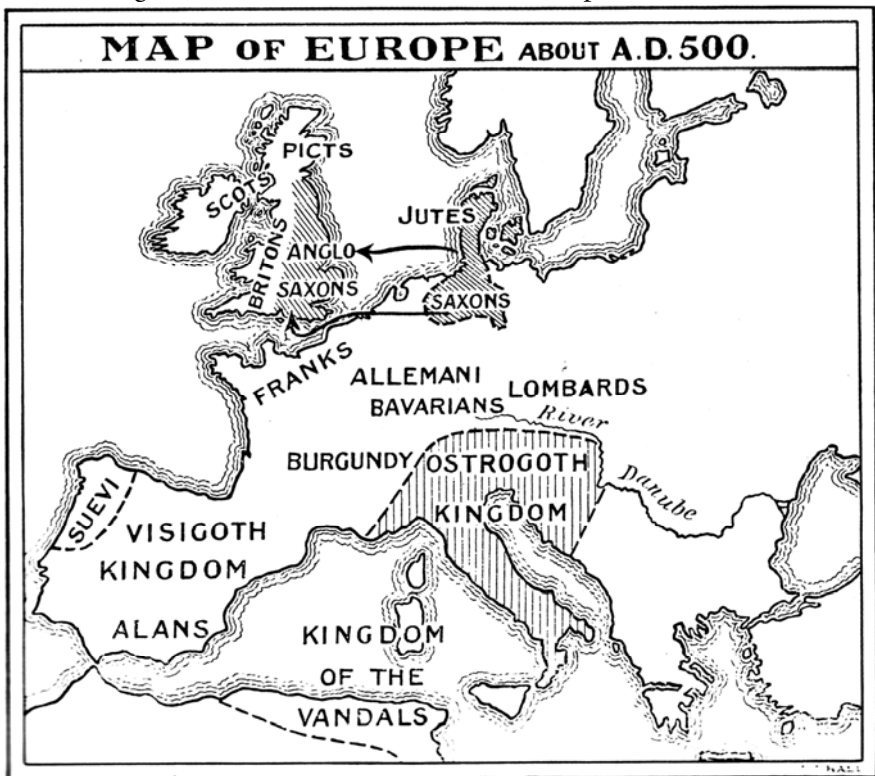 MAP OF EUROPE ABOUT A.D. 500.
PICTS
SCOTS
JUTES
BRITONS
ANGLO
SAXONS
SAXONS
FRANKS
ALLEMANI
LOMBARDS
BAVARIANS
River
BURGUNDY
OSTROGOTH
Danube
SUEVI
KINGDOM
VISIGOTH
KINGDOM
ALANS
KINGDOM
OF THE
VANDALS